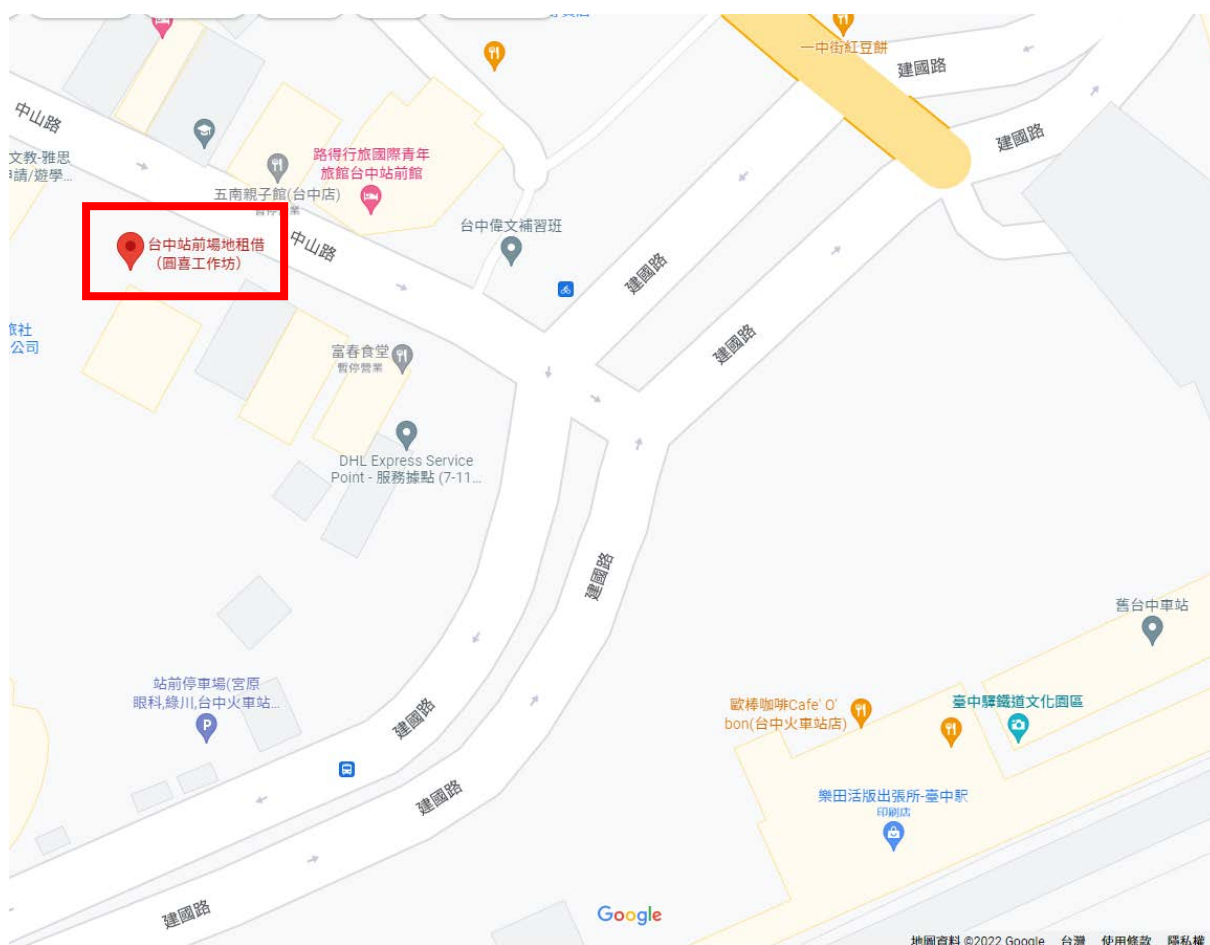 一中街紅豆餅
建國路
中山路
建國路
文教-雅思
請/遊學...
路得行旅國際青年
旅館台中站前館
五南親子館(台中店)
台中偉文補習班
台中站前場地租借
(圓喜工作坊)
中山路
建國路
建國路
旅社
公司
富春食堂
暫停營業
DHL Express Service
Point - 服務據點 (7-11...
建國路
舊台中車站
站前停車場(宮原
眼科,綠川,台中火車站...
P
建國路
歐棒咖啡Cafe' O'
bon(台中火車站店)
臺中驛鐵道文化園區
建國路
樂田活版出張所-臺中駅
印刷店
建國路
Google
地圖資料 ©2022 Google 台灣 使用條款 隱私權